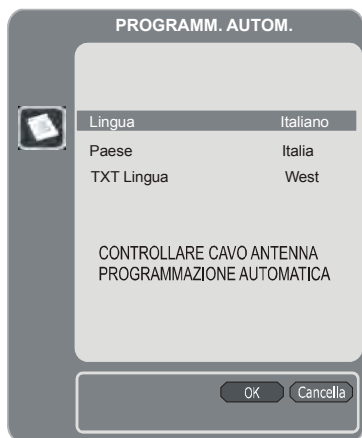 PROGRAMM. AUTOM.
Lingua Italiano
Paese Italia
TXT Lingua West
CONTROLLARE CAVO ANTENNA
PROGRAMMAZIONE AUTOMATICA
OK Cancella